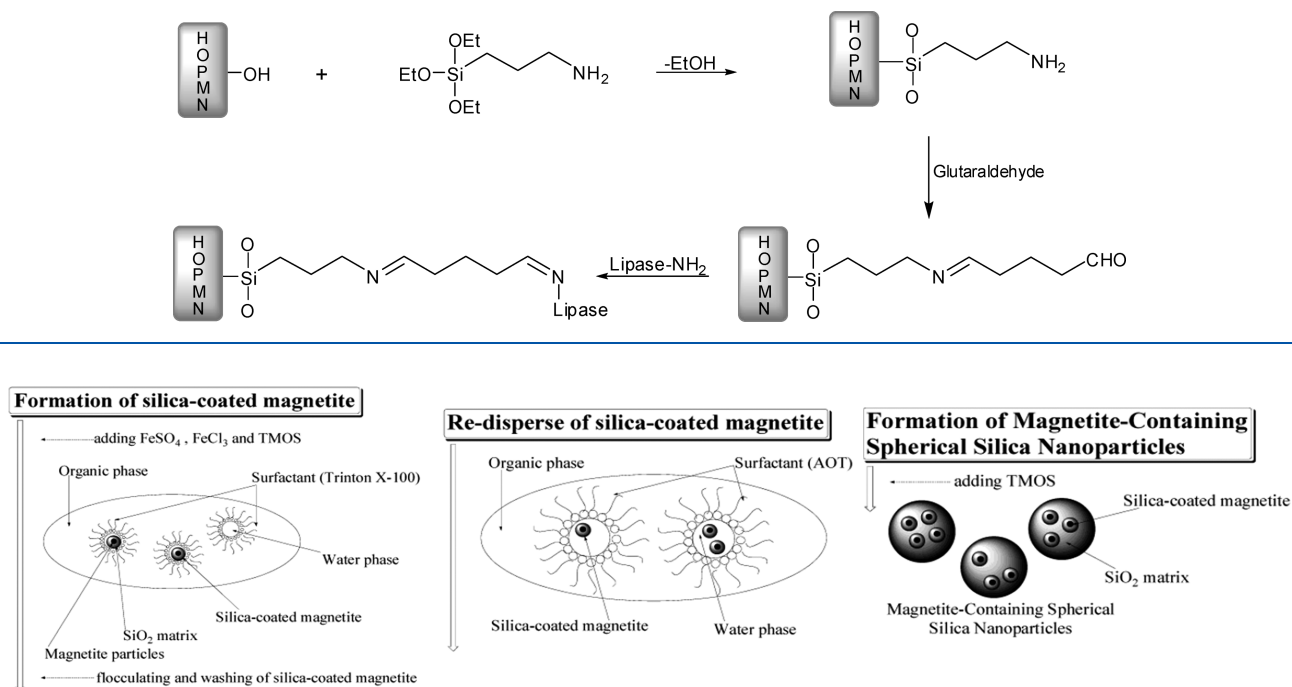 HOPMN
OH
+
OEt
EtO
Si
NH2
OEt
-EtOH
HOPMN
O
Si
NH2
O
Glutaraldehyde
HOPMN
O
Si
N
N
O
Lipase
Lipase-NH2
HOPMN
O
Si
N
CHO
O
Formation of silica-coated magnetite
adding FeSO4 , FeCl3 and TMOS
Organic phase
Surfactant (Trinton X-100)
Water phase
Silica-coated magnetite
SiO2 matrix
Magnetite particles
flocculating and washing of silica-coated magnetite
Re-disperse of silica-coated magnetite
Organic phase
Surfactant (AOT)
Silica-coated magnetite
Water phase
Formation of Magnetite-Containing
Spherical Silica Nanoparticles
adding TMOS
Silica-coated magnetite
SiO2 matrix
Magnetite-Containing Spherical
Silica Nanoparticles